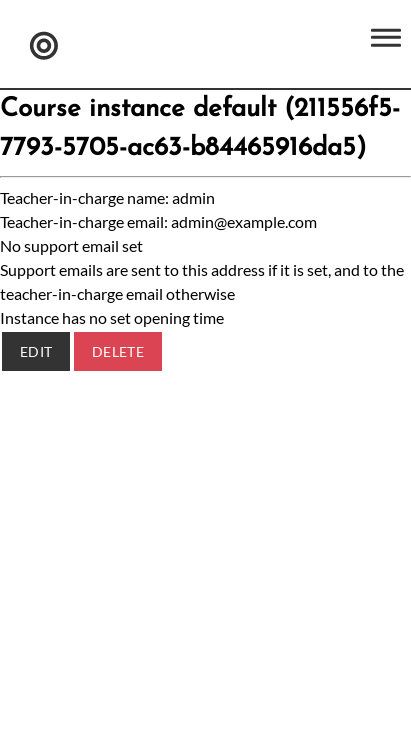 Course instance default (211556f5-
7793-5705-ac63-b84465916da5)
Teacher-in-charge name: admin
Teacher-in-charge email: admin@example.com
No support email set
Support emails are sent to this address if it is set, and to the
teacher-in-charge email otherwise
Instance has no set opening time
EDIT DELETE